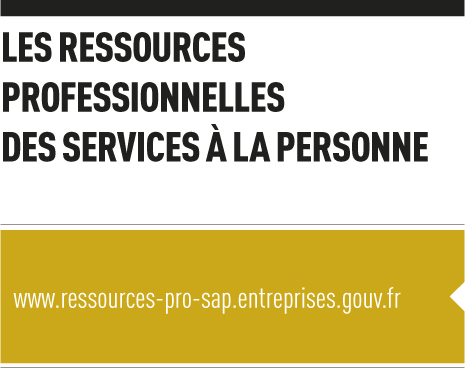 LES RESSOURCES
PROFESSIONNELLES
DES SERVICES À LA PERSONNE
www.ressources-pro-sap.entreprises.gouv.fr